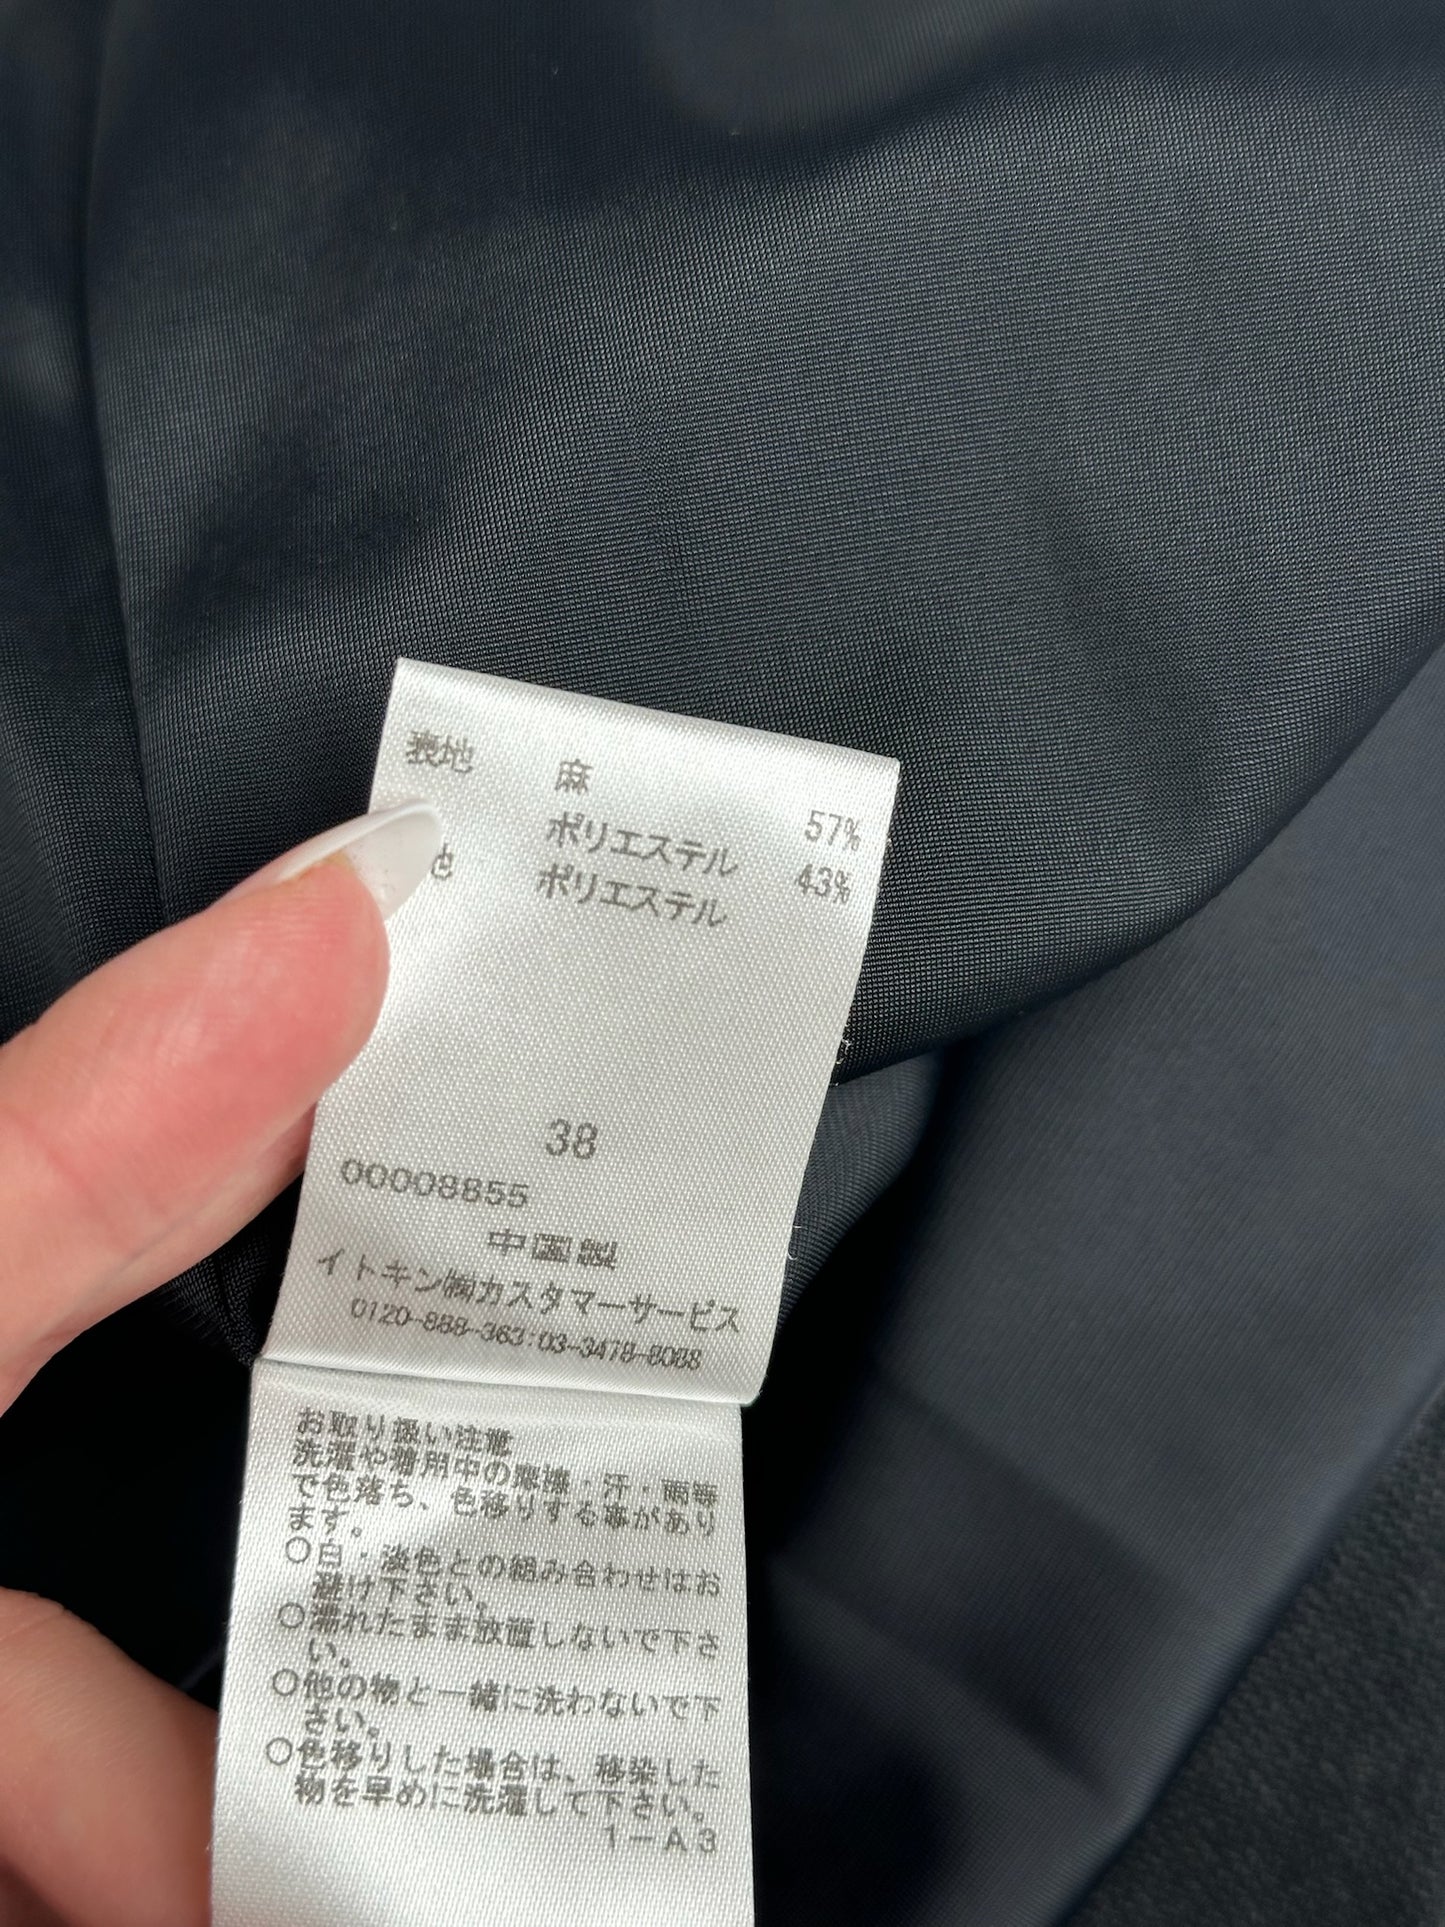 表地 麻 57%
ポリエステル 43%
地 ポリエステル
38
00008855
中国製
イトキン㈱カスタマーサービス
0120-888-363:03-3478-8088
お取り扱い注意
洗濯や着用中の摩擦・汗・雨等
で色落ち、色移りする事があり
ます。
○白・淡色との組み合わせはお
避け下さい。
○濡れたまま放置しないで下さ
い。
○他の物と一緒に洗わないで下
さい。
○色移りした場合は、移染した
物を早めに洗濯して下さい。
1-A3